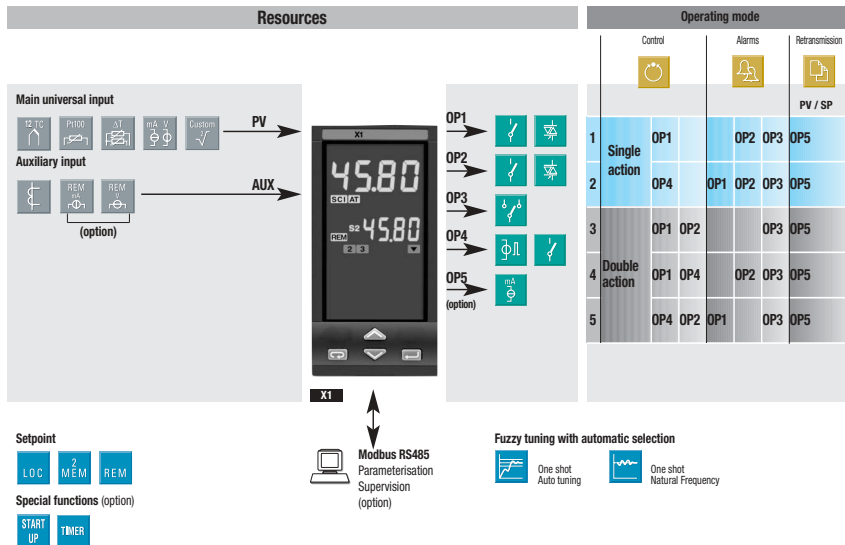 Resources
Operating mode
Control
Alarms
Retransmission
PV / SP
Main universal input
12 TC
Pt100
ΔT
mA V
Custom
√
PV
Auxiliary input
REM
mA
REM
V
AUX
(option)
X1
45.80
SCI AT
S2 45.80
REM
2 3
OP1
OP2
OP3
OP4
OP5
mA
(option)
1 Single action OP1 OP2 OP3 OP5
2 OP4 OP1 OP2 OP3 OP5
3 Double action OP1 OP2 OP3 OP5
4 OP1 OP4 OP2 OP3 OP5
5 OP4 OP2 OP1 OP3 OP5
X1
Modbus RS485
Parameterisation
Supervision
(option)
Setpoint
LOC
2
MEM
REM
Special functions (option)
START
UP
TIMER
Fuzzy tuning with automatic selection
One shot
Auto tuning
One shot
Natural Frequency